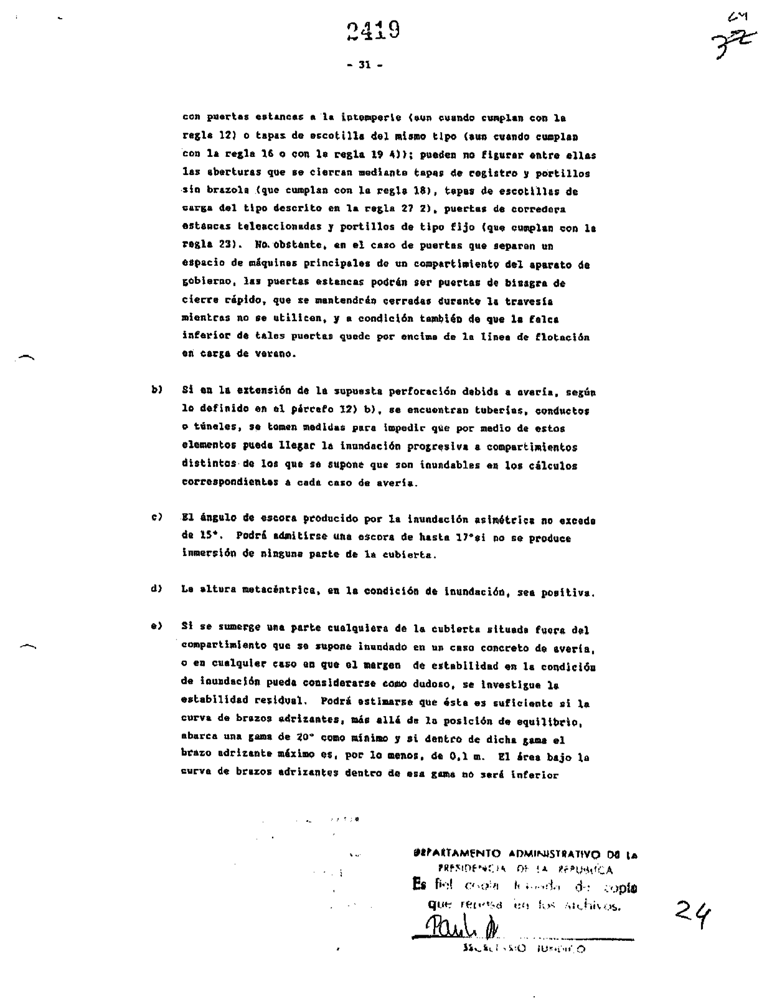 2419
- 31 -
con puertas estancas a la intemperie (aun cuando cumplan con la
regla 12) o tapas de escotilla del mismo tipo (aun cuando cumplan
con la regla 16 o con la regla 19 4)); pueden no figurar entre ellas
las aberturas que se cierran mediante tapas de registro y portillos
sin brazola (que cumplan con la regla 18), tapas de escotillas de
carga del tipo descrito en la regla 27 2), puertas de corredera
estancas teleaccionadas y portillos de tipo fijo (que cumplan con la
regla 23). No obstante, en el caso de puertas que separan un
espacio de máquinas principales de un compartimiento del aparato de
gobierno, las puertas estancas podrán ser puertas de bisagra de
cierre rápido, que se mantendrán cerradas durante la travesía
mientras no se utilicen, y a condición también de que la falca
inferior de tales puertas quede por encima de la línea de flotación
en carga de verano.
b) Si en la extensión de la supuesta perforación debida a avería, según
lo definido en el párrafo 12) b), se encuentran tuberías, conductos
o túneles, se tomen medidas para impedir que por medio de estos
elementos pueda llegar la inundación progresiva a compartimientos
distintos de los que se supone que son inundables en los cálculos
correspondientes a cada caso de avería.
c) El ángulo de escora producido por la inundación asimétrica no exceda
de 15°. Podrá admitirse una escora de hasta 17°si no se produce
inmersión de ninguna parte de la cubierta.
d) La altura metacéntrica, en la condición de inundación, sea positiva.
e) Si se sumerge una parte cualquiera de la cubierta situada fuera del
compartimiento que se supone inundado en un caso concreto de avería,
o en cualquier caso en que el margen de estabilidad en la condición
de inundación pueda considerarse como dudoso, se investigue la
estabilidad residual. Podrá estimarse que ésta es suficiente si la
curva de brazos adrizantes, más allá de la posición de equilibrio,
abarca una gama de 20° como mínimo y si dentro de dicha gama el
brazo adrizante máximo es, por lo menos, de 0,1 m. El área bajo la
curva de brazos adrizantes dentro de esa gama no será inferior
DEPARTAMENTO ADMINISTRATIVO DE LA
PRESIDENCIA DE LA REPUBLICA
Es fiel copia tomada de copia
que reposa en los archivos.
SECRETARIO JURIDICO
24